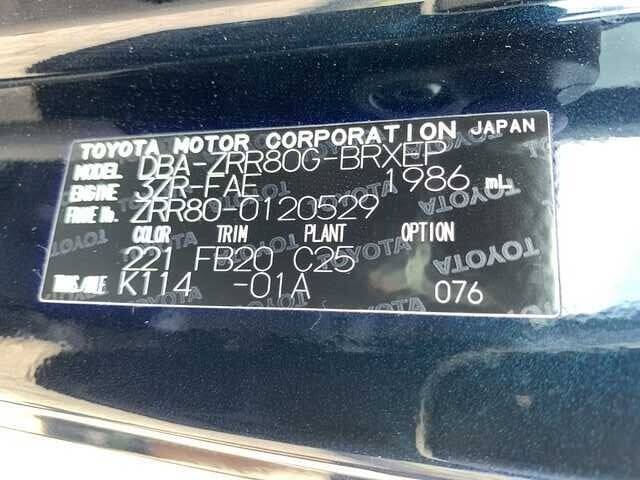 TOYOTA MOTOR CORPORATION JAPAN
MODEL DBA-ZRR80G-BRXEP
ENGINE 3ZR-FAE 1986 mL
FRAME No. ZRR80-0120529
COLOR TRIM PLANT OPTION
221 FB20 C25
TRANS/AXLE K114 -01A 076